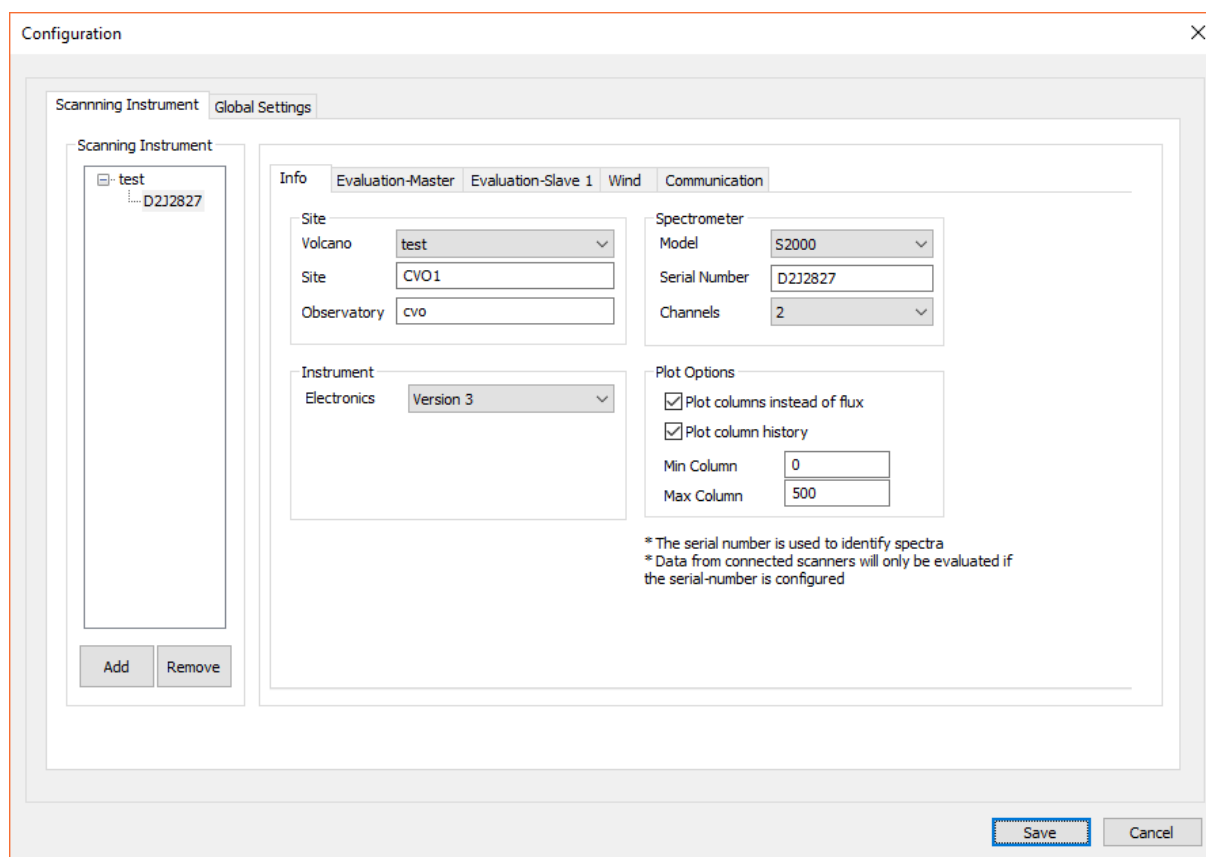 Configuration
Scannning Instrument
Global Settings
Scanning Instrument
test
D2J2827
Add
Remove
Info
Evaluation-Master
Evaluation-Slave 1
Wind
Communication
Site
Volcano
test
Site
CVO1
Observatory
cvo
Spectrometer
Model
S2000
Serial Number
D2J2827
Channels
2
Instrument
Electronics
Version 3
Plot Options
Plot columns instead of flux
Plot column history
Min Column
0
Max Column
500
* The serial number is used to identify spectra
* Data from connected scanners will only be evaluated if
the serial-number is configured
Save
Cancel